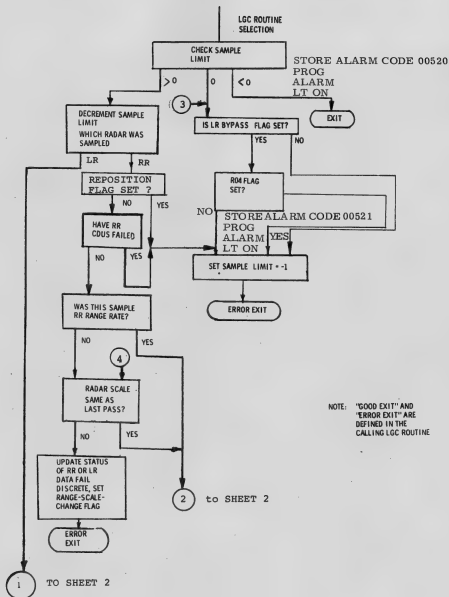 LGC ROUTINE
SELECTION
CHECK SAMPLE
LIMIT
STORE ALARM CODE 00520
PROG
ALARM
LT ON
>0
0
<0
EXIT
3
DECREMENT SAMPLE
LIMIT
WHICH RADAR WAS
SAMPLED
IS LR BYPASS FLAG SET?
YES
NO
LR
RR
REPOSITION
FLAG SET ?
R04 FLAG
SET?
NO
YES
HAVE RR
CDUS FAILED
NO
STORE ALARM CODE 00521
PROG
ALARM
LT ON
YES
NO
YES
SET SAMPLE LIMIT = -1
ERROR EXIT
WAS THIS SAMPLE
RR RANGE RATE?
NO
YES
4
RADAR SCALE
SAME AS
LAST PASS?
NO
YES
NOTE: "GOOD EXIT" AND
"ERROR EXIT" ARE
DEFINED IN THE
CALLING LGC ROUTINE
UPDATE STATUS
OF RR OR LR
DATA FAIL
DISCRETE, SET
RANGE-SCALE-
CHANGE FLAG
2 to SHEET 2
ERROR
EXIT
1 TO SHEET 2